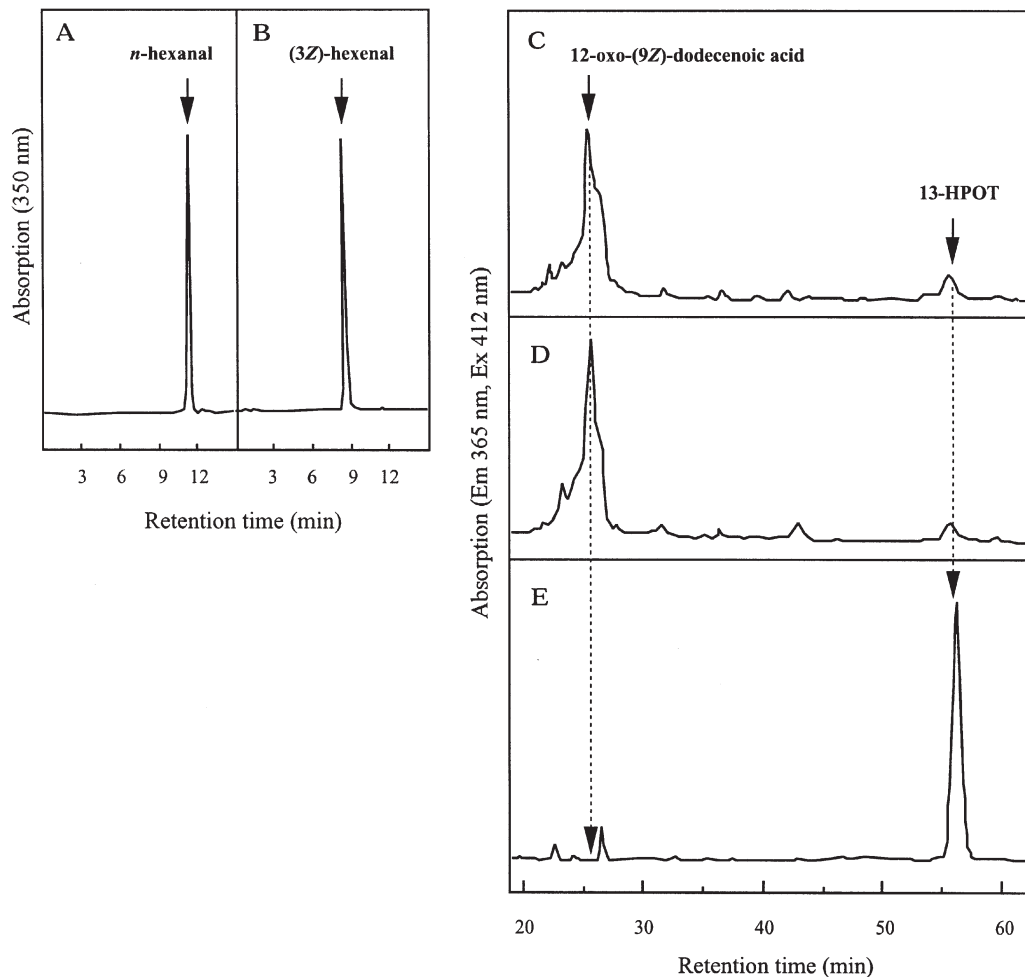 A
n-hexanal
B
(3Z)-hexenal
Absorption (350 nm)
3 6 9 12 3 6 9 12
Retention time (min)
C
12-oxo-(9Z)-dodecenoic acid
13-HPOT
D
E
Absorption (Em 365 nm, Ex 412 nm)
20 30 40 50 60
Retention time (min)